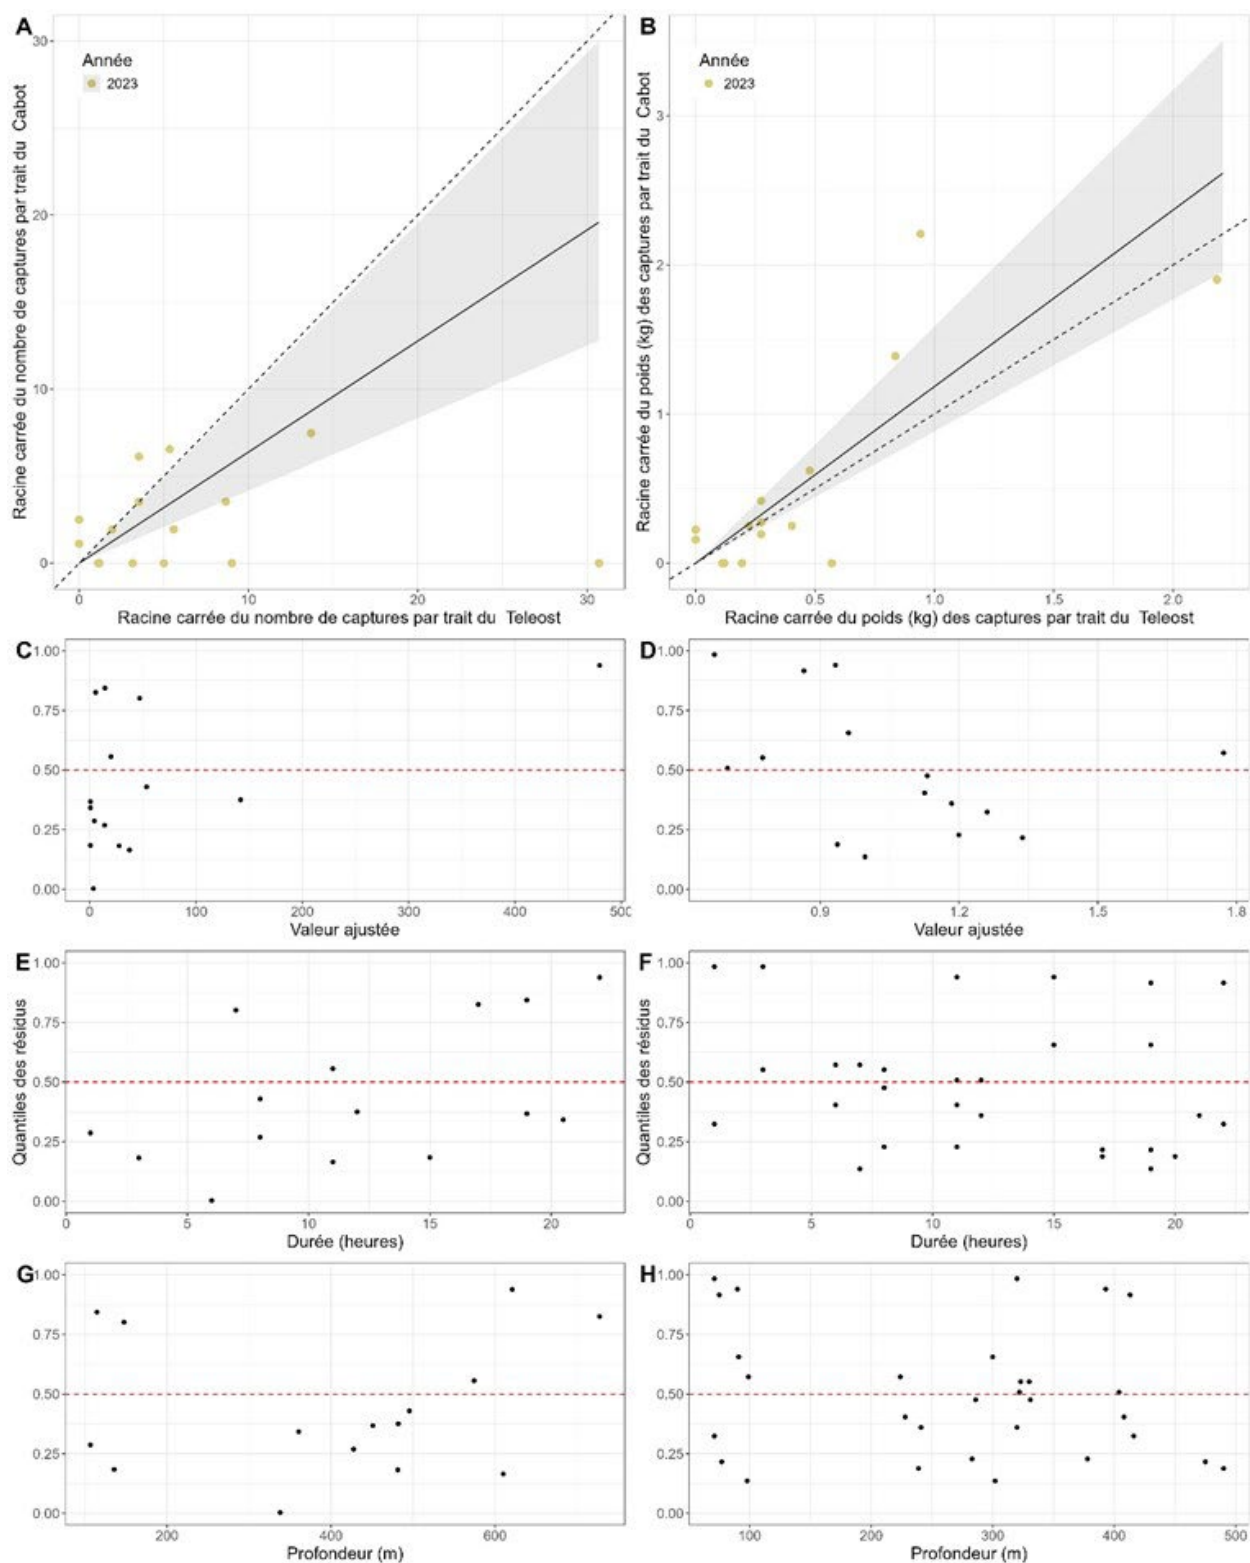 A
B
Année
2023
Année
2023
Racine carrée du nombre de captures par trait du Cabot
30
20
10
0
0 10 20 30
Racine carrée du nombre de captures par trait du Teleost
Racine carrée du poids (kg) des captures par trait du Cabot
3
2
1
0
0.0 0.5 1.0 1.5 2.0
Racine carrée du poids (kg) des captures par trait du Teleost
C
1.00
0.75
0.50
0.25
0.00
0 100 200 300 400 500
Valeur ajustée
D
1.00
0.75
0.50
0.25
0.00
0.9 1.2 1.5 1.8
Valeur ajustée
E
Quantiles des résidus
1.00
0.75
0.50
0.25
0.00
0 5 10 15 20
Durée (heures)
F
Quantiles des résidus
1.00
0.75
0.50
0.25
0.00
0 5 10 15 20
Durée (heures)
G
1.00
0.75
0.50
0.25
0.00
200 400 600
Profondeur (m)
H
1.00
0.75
0.50
0.25
0.00
100 200 300 400 500
Profondeur (m)